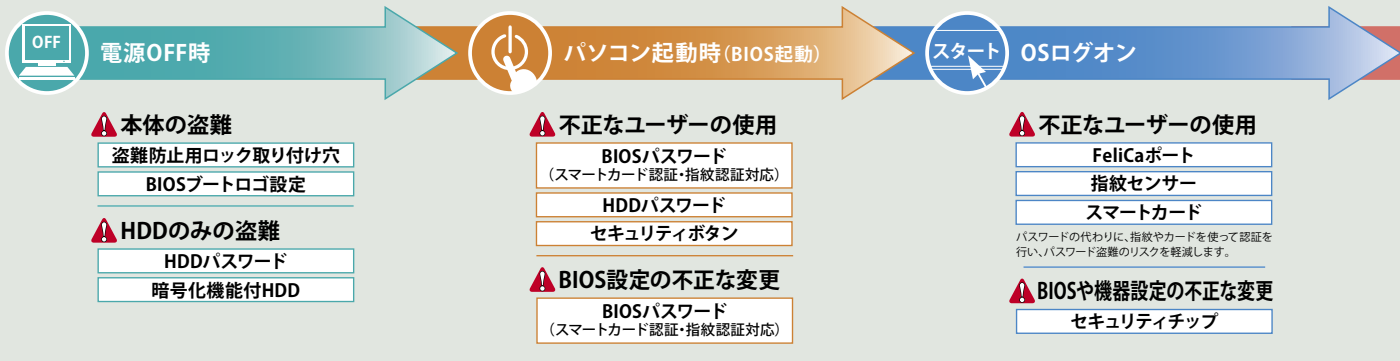 OFF
電源OFF時
本体の盗難
盗難防止用ロック取り付け穴
BIOSブートロゴ設定
HDDのみの盗難
HDDパスワード
暗号化機能付HDD
パソコン起動時(BIOS起動)
不正なユーザーの使用
BIOSパスワード
(スマートカード認証・指紋認証対応)
HDDパスワード
セキュリティボタン
BIOS設定の不正な変更
BIOSパスワード
(スマートカード認証・指紋認証対応)
スタート
OSログオン
不正なユーザーの使用
FeliCaポート
指紋センサー
スマートカード
パスワードの代わりに、指紋やカードを使って認証を
行い、パスワード盗難のリスクを軽減します。
BIOSや機器設定の不正な変更
セキュリティチップ